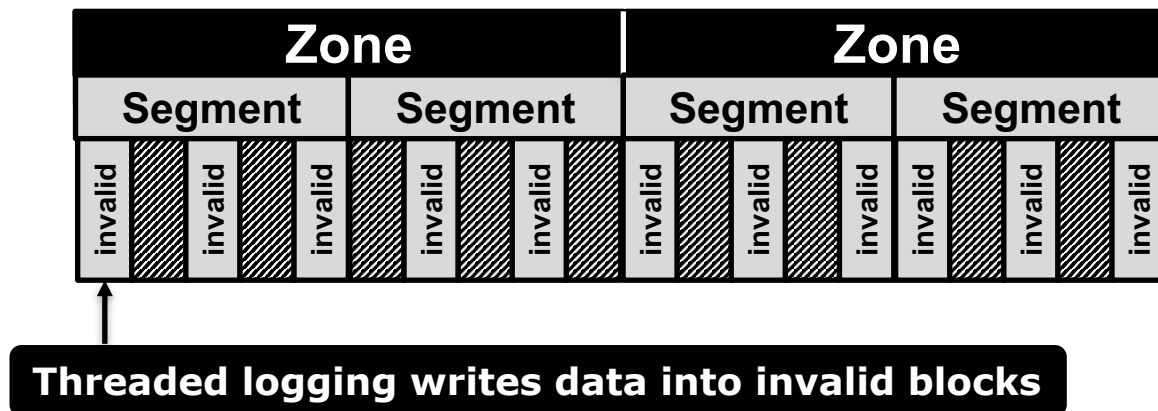 Zone Zone
Segment Segment Segment Segment
invalid invalid invalid invalid invalid invalid invalid invalid invalid invalid invalid
Threaded logging writes data into invalid blocks